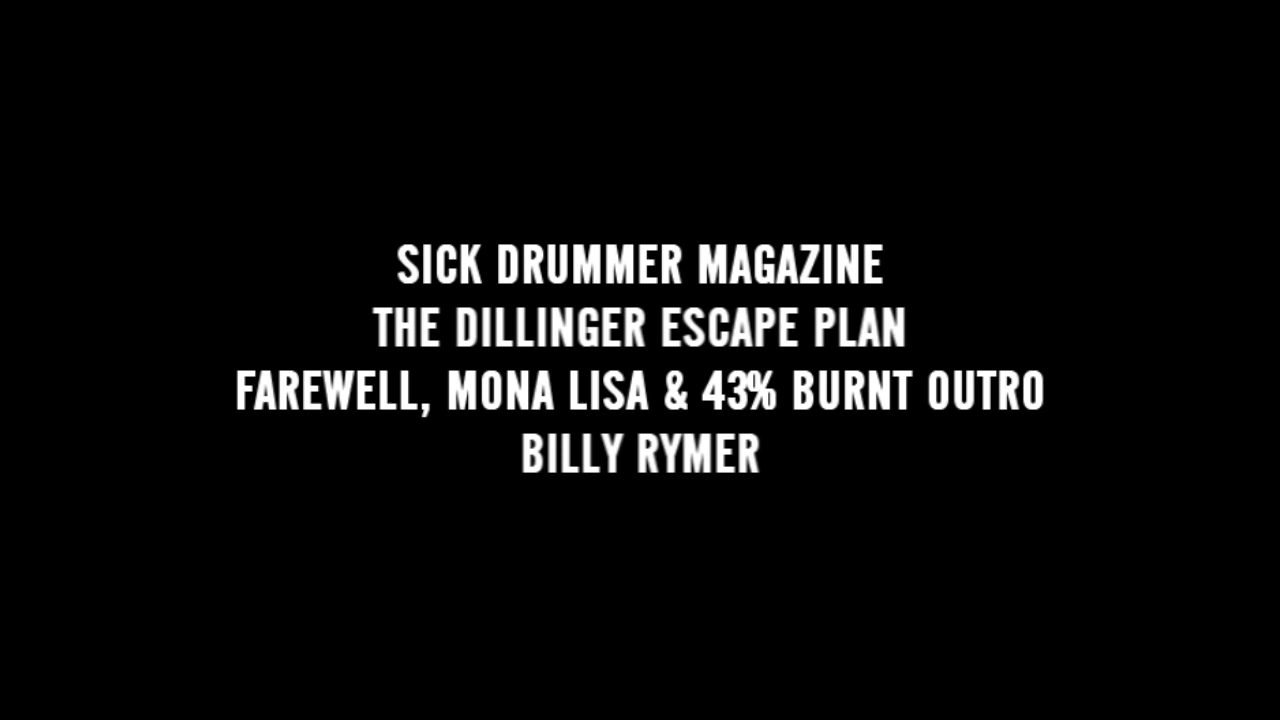 SICK DRUMMER MAGAZINE
THE DILLINGER ESCAPE PLAN
FAREWELL, MONA LISA & 43% BURNT OUTRO
BILLY RYMER